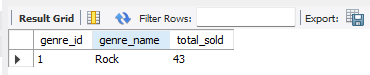 Result Grid Filter Rows: Export:
genre_id genre_name total_sold
1 Rock 43